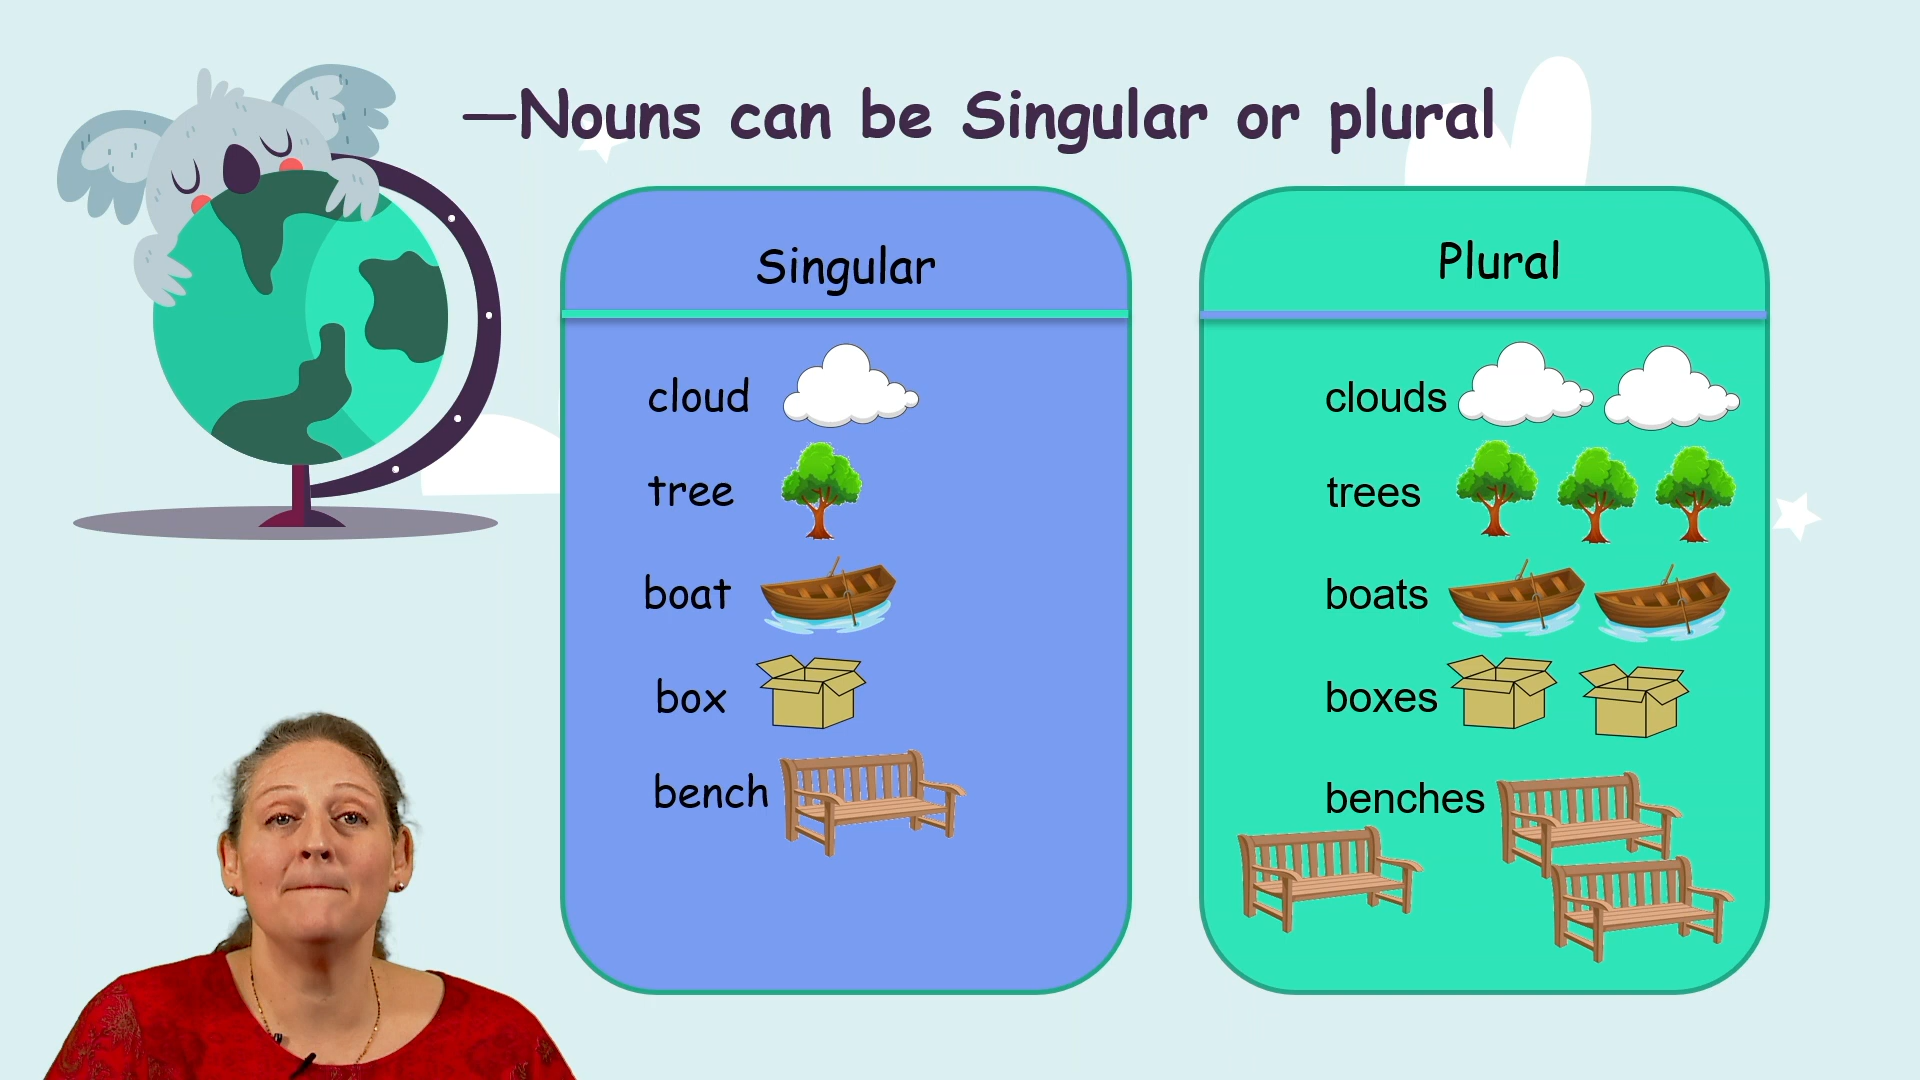 —Nouns can be Singular or plural
Singular
cloud
tree
boat
box
bench
Plural
clouds
trees
boats
boxes
benches